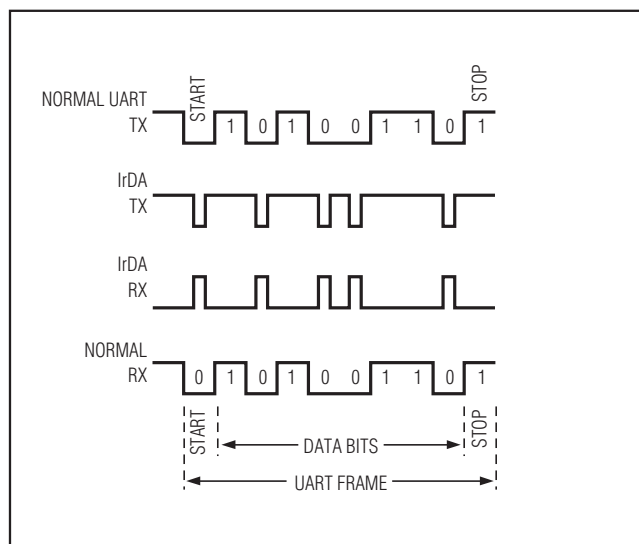 START
STOP
NORMAL UART
TX
1 0 1 0 0 1 1 0 1
IrDA
TX
IrDA
RX
NORMAL
RX
0 1 0 1 0 0 1 1 0 1
START
DATA BITS
STOP
UART FRAME